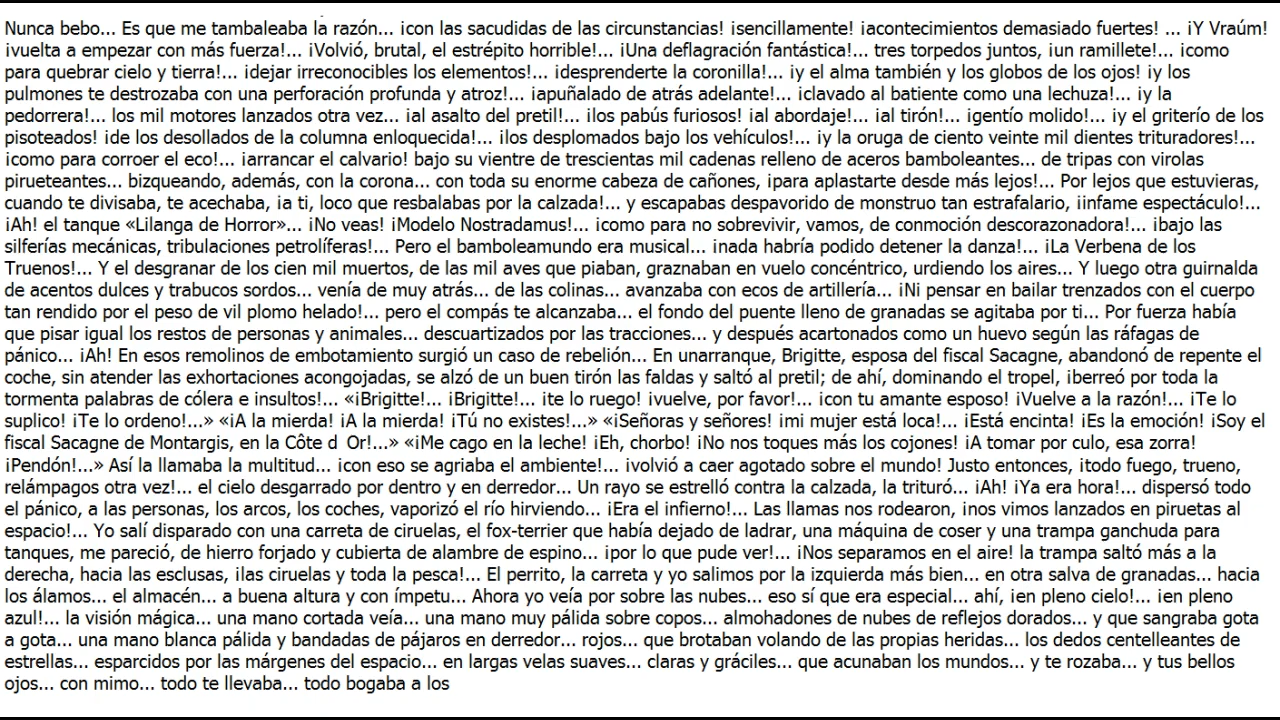 Nunca bebo... Es que me tambaleaba la razón... ¡con las sacudidas de las circunstancias! ¡sencillamente! ¡acontecimientos demasiado fuertes! ... ¡Y Vraúm!
¡vuelta a empezar con más fuerza!... ¡Volvió, brutal, el estrépito horrible!... ¡Una deflagración fantástica!... tres torpedos juntos, ¡un ramillete!... ¡como
para quebrar cielo y tierra!... ¡dejar irreconocibles los elementos!... ¡desprenderte la coronilla!... ¡y el alma también y los globos de los ojos! ¡y los
pulmones te destrozaba con una perforación profunda y atroz!... ¡apuñalado de atrás adelante!... ¡clavado al batiente como una lechuza!... ¡y la
pedorrera!... los mil motores lanzados otra vez... ¡al asalto del pretil!... ¡los pabús furiosos! ¡al abordaje!... ¡al tirón!... ¡gentío molido!... ¡y el griterío de los
pisoteados! ¡de los desollados de la columna enloquecida!... ¡los desplomados bajo los vehículos!... ¡y la oruga de ciento veinte mil dientes trituradores!...
¡como para corroer el eco!... ¡arrancar el calvario! bajo su vientre de trescientas mil cadenas relleno de aceros bamboleantes... de tripas con virolas
pirueteantes... bizqueando, además, con la corona... con toda su enorme cabeza de cañones, ¡para aplastarte desde más lejos!... Por lejos que estuvieras,
cuando te divisaba, te acechaba, ¡a ti, loco que resbalabas por la calzada!... y escapabas despavorido de monstruo tan estrafalario, ¡infame espectáculo!...
¡Ah! el tanque «Lilanga de Horror»... ¡No veas! ¡Modelo Nostradamus!... ¡como para no sobrevivir, vamos, de conmoción descorazonadora!... ¡bajo las
silferías mecánicas, tribulaciones petrolíferas!... Pero el bamboleamundo era musical... ¡nada habría podido detener la danza!... ¡La Verbena de los
Truenos!... Y el desgranar de los cien mil muertos, de las mil aves que piaban, graznaban en vuelo concéntrico, urdiendo los aires... Y luego otra guirnalda
de acentos dulces y trabucos sordos... venía de muy atrás... de las colinas... avanzaba con ecos de artillería... ¡Ni pensar en bailar trenzados con el cuerpo
tan rendido por el peso de vil plomo helado!... pero el compás te alcanzaba... el fondo del puente lleno de granadas se agitaba por ti... Por fuerza había
que pisar igual los restos de personas y animales... descuartizados por las tracciones... y después acartonados como un huevo según las ráfagas de
pánico... ¡Ah! En esos remolinos de embotamiento surgió un caso de rebelión... En unarranque, Brigitte, esposa del fiscal Sacagne, abandonó de repente el
coche, sin atender las exhortaciones acongojadas, se alzó de un buen tirón las faldas y saltó al pretil; de ahí, dominando el tropel, ¡berreó por toda la
tormenta palabras de cólera e insultos!... «¡Brigitte!... ¡Brigitte!... ¡te lo ruego! ¡vuelve, por favor!... ¡con tu amante esposo! ¡Vuelve a la razón!... ¡Te lo
suplico! ¡Te lo ordeno!...» «¡A la mierda! ¡A la mierda! ¡Tú no existes!...» «¡Señoras y señores! ¡mi mujer está loca!... ¡Está encinta! ¡Es la emoción! ¡Soy el
fiscal Sacagne de Montargis, en la Côte d Or!...» «¡Me cago en la leche! ¡Eh, chorbo! ¡No nos toques más los cojones! ¡A tomar por culo, esa zorra!
¡Pendón!...» Así la llamaba la multitud... ¡con eso se agriaba el ambiente!... ¡volvió a caer agotado sobre el mundo! Justo entonces, ¡todo fuego, trueno,
relámpagos otra vez!... el cielo desgarrado por dentro y en derredor... Un rayo se estrelló contra la calzada, la trituró... ¡Ah! ¡Ya era hora!... dispersó todo
el pánico, a las personas, los arcos, los coches, vaporizó el río hirviendo... ¡Era el infierno!... Las llamas nos rodearon, ¡nos vimos lanzados en piruetas al
espacio!... Yo salí disparado con una carreta de ciruelas, el fox-terrier que había dejado de ladrar, una máquina de coser y una trampa ganchuda para
tanques, me pareció, de hierro forjado y cubierta de alambre de espino... ¡por lo que pude ver!... ¡Nos separamos en el aire! la trampa saltó más a la
derecha, hacia las esclusas, ¡las ciruelas y toda la pesca!... El perrito, la carreta y yo salimos por la izquierda más bien... en otra salva de granadas... hacia
los álamos... el almacén... a buena altura y con ímpetu... Ahora yo veía por sobre las nubes... eso sí que era especial... ahí, ¡en pleno cielo!... ¡en pleno
azul!... la visión mágica... una mano cortada veía... una mano muy pálida sobre copos... almohadones de nubes de reflejos dorados... y que sangraba gota
a gota... una mano blanca pálida y bandadas de pájaros en derredor... rojos... que brotaban volando de las propias heridas... los dedos centelleantes de
estrellas... esparcidos por las márgenes del espacio... en largas velas suaves... claras y gráciles... que acunaban los mundos... y te rozaba... y tus bellos
ojos... con mimo... todo te llevaba... todo bogaba a los